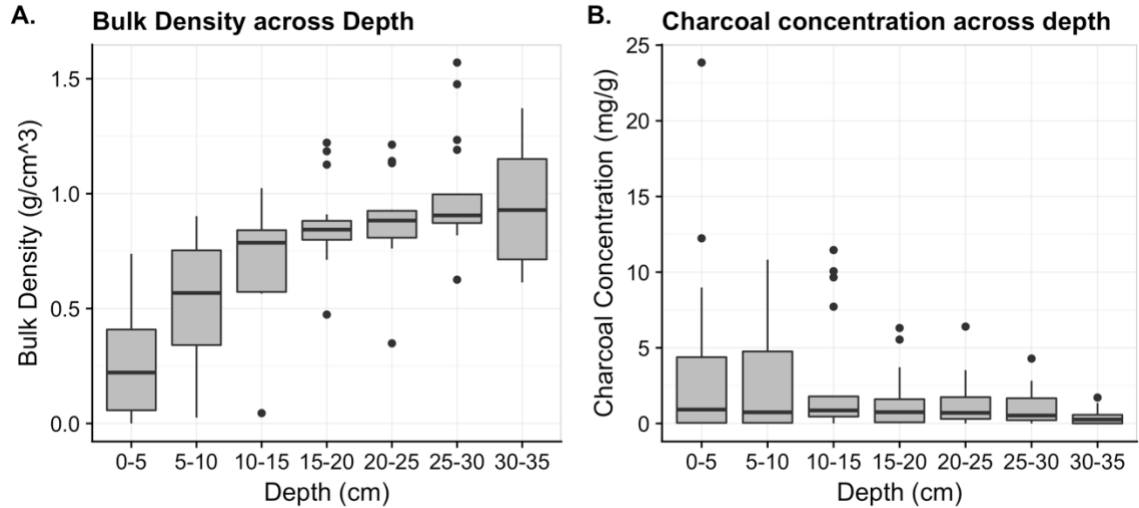 A.
Bulk Density across Depth
Bulk Density (g/cm^3)
1.5
1.0
0.5
0.0
0-5 5-10 10-15 15-20 20-25 25-30 30-35
Depth (cm)
B.
Charcoal concentration across depth
Charcoal Concentration (mg/g)
25
20
15
10
5
0
0-5 5-10 10-15 15-20 20-25 25-30 30-35
Depth (cm)